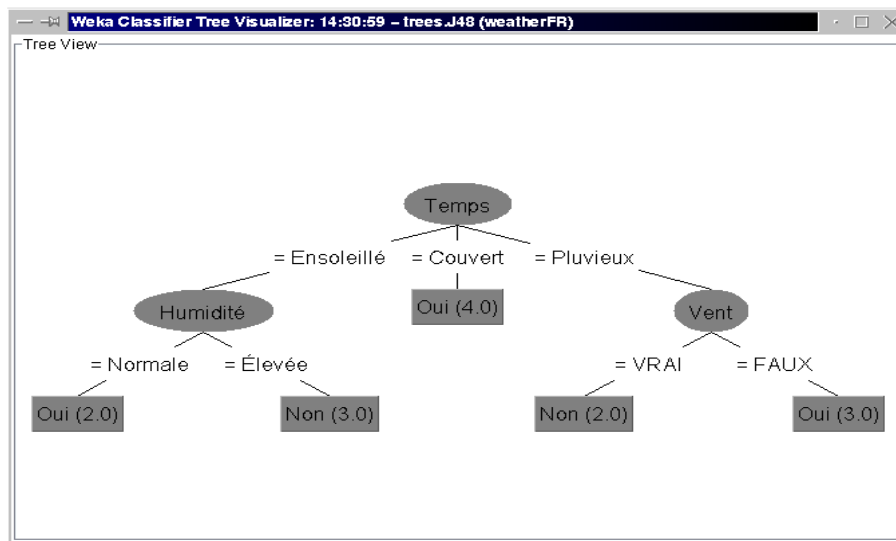 Weka Classifier Tree Visualizer: 14:30:59 – trees.J48 (weatherFR)
Tree View
Temps
= Ensoleillé = Couvert = Pluvieux
Humidité Oui (4.0) Vent
= Normale = Élevée = VRAI = FAUX
Oui (2.0) Non (3.0) Non (2.0) Oui (3.0)